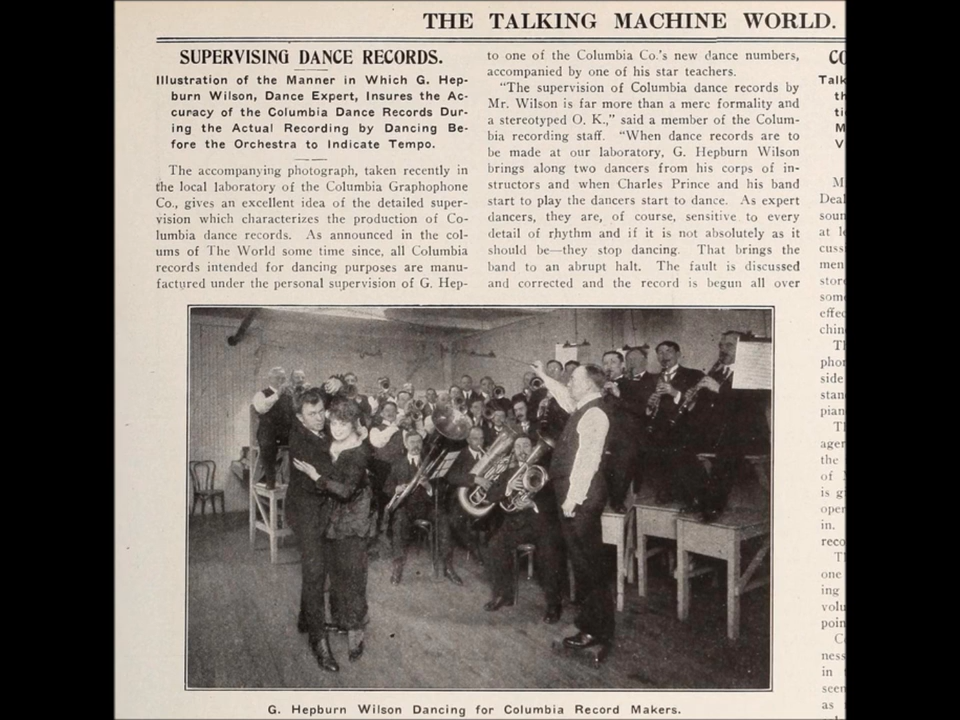 THE TALKING MACHINE WORLD.
SUPERVISING DANCE RECORDS.
Illustration of the Manner in Which G. Hep-
burn Wilson, Dance Expert, Insures the Ac-
curacy of the Columbia Dance Records Dur-
ing the Actual Recording by Dancing Be-
fore the Orchestra to Indicate Tempo.
The accompanying photograph, taken recently in
the local laboratory of the Columbia Graphophone
Co., gives an excellent idea of the detailed super-
vision which characterizes the production of Co-
lumbia dance records. As announced in the col-
umns of The World some time since, all Columbia
records intended for dancing purposes are manu-
factured under the personal supervision of G. Hep-
to one of the Columbia Co.'s new dance numbers,
accompanied by one of his star teachers.
"The supervision of Columbia dance records by
Mr. Wilson is far more than a mere formality and
a stereotyped O. K.," said a member of the Colum-
bia recording staff. "When dance records are to
be made at our laboratory, G. Hepburn Wilson
brings along two dancers from his corps of in-
structors and when Charles Prince and his band
start to play the dancers start to dance. As expert
dancers, they are, of course, sensitive to every
detail of rhythm and if it is not absolutely as it
should be—they stop dancing. That brings the
band to an abrupt halt. The fault is discussed
and corrected and the record is begun all over
G. Hepburn Wilson Dancing for Columbia Record Makers.